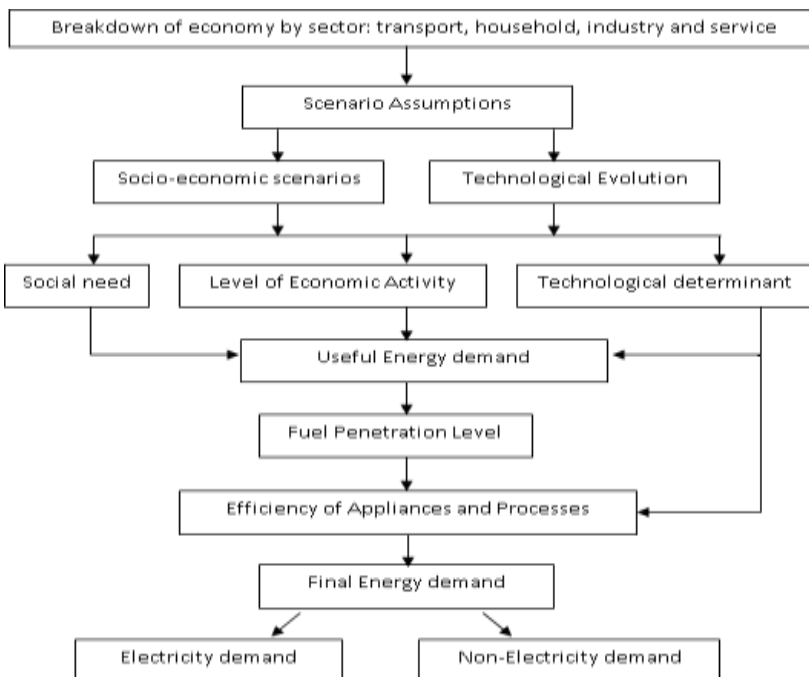 Breakdown of economy by sector: transport, household, industry and service
Scenario Assumptions
Socio-economic scenarios
Technological Evolution
Social need
Level of Economic Activity
Technological determinant
Useful Energy demand
Fuel Penetration Level
Efficiency of Appliances and Processes
Final Energy demand
Electricity demand
Non-Electricity demand